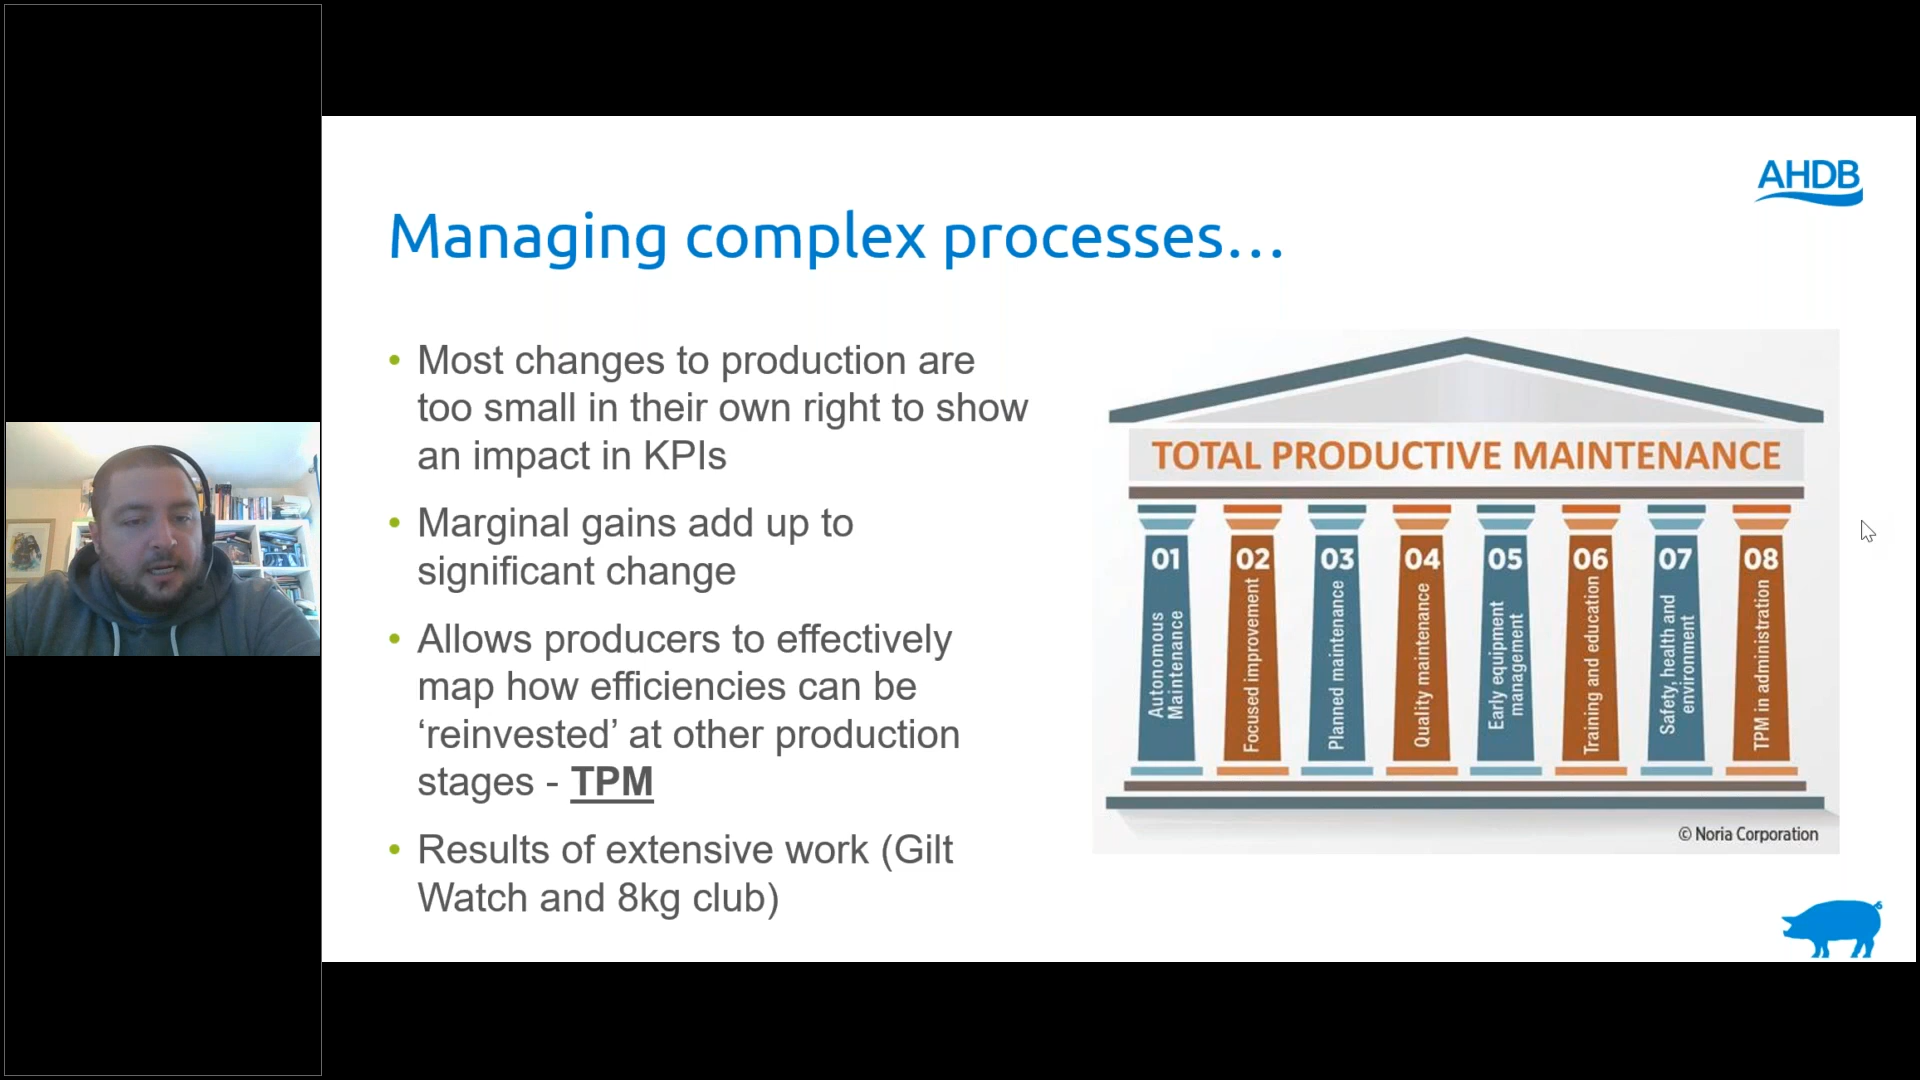 AHDB
Managing complex processes…
• Most changes to production are
too small in their own right to show
an impact in KPIs
• Marginal gains add up to
significant change
• Allows producers to effectively
map how efficiencies can be
‘reinvested’ at other production
stages - TPM
• Results of extensive work (Gilt
Watch and 8kg club)
TOTAL PRODUCTIVE MAINTENANCE
01
Autonomous
Maintenance
02
Focused improvement
03
Planned maintenance
04
Quality maintenance
05
Early equipment
management
06
Training and education
07
Safety, health and
environment
08
TPM in administration
© Noria Corporation